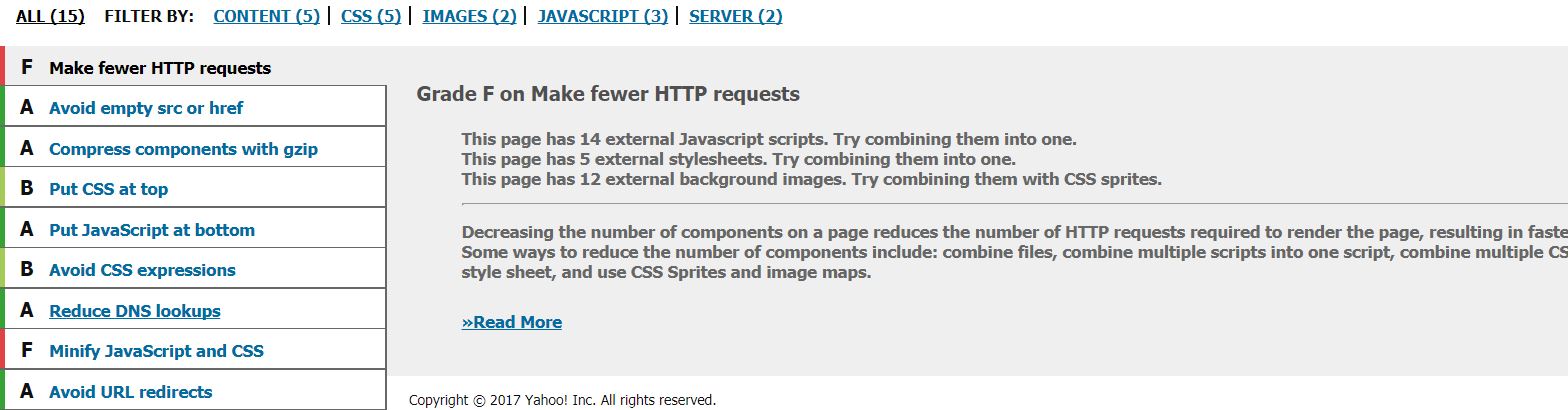 ALL (15) FILTER BY: CONTENT (5) | CSS (5) | IMAGES (2) | JAVASCRIPT (3) | SERVER (2)
F Make fewer HTTP requests
A Avoid empty src or href
A Compress components with gzip
B Put CSS at top
A Put JavaScript at bottom
B Avoid CSS expressions
A Reduce DNS lookups
F Minify JavaScript and CSS
A Avoid URL redirects
Grade F on Make fewer HTTP requests
This page has 14 external Javascript scripts. Try combining them into one.
This page has 5 external stylesheets. Try combining them into one.
This page has 12 external background images. Try combining them with CSS sprites.
Decreasing the number of components on a page reduces the number of HTTP requests required to render the page, resulting in faste
Some ways to reduce the number of components include: combine files, combine multiple scripts into one script, combine multiple CS
style sheet, and use CSS Sprites and image maps.
»Read More
Copyright © 2017 Yahoo! Inc. All rights reserved.